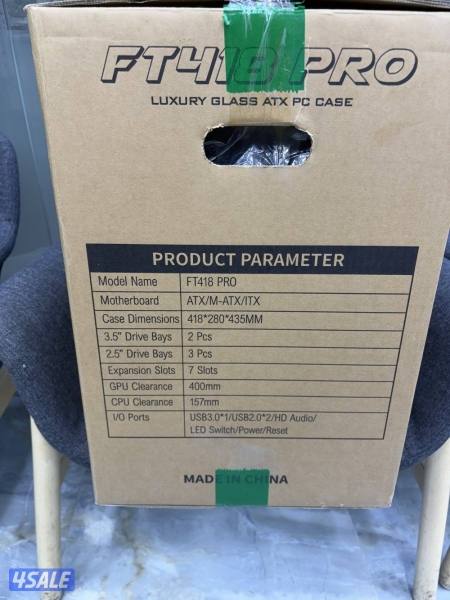 FT418 PRO
LUXURY GLASS ATX PC CASE
PRODUCT PARAMETER
Model Name FT418 PRO
Motherboard ATX/M-ATX/ITX
Case Dimensions 418*280*435MM
3.5" Drive Bays 2 Pcs
2.5" Drive Bays 3 Pcs
Expansion Slots 7 Slots
GPU Clearance 400mm
CPU Clearance 157mm
I/O Ports USB3.0*1/USB2.0*2/HD Audio/
LED Switch/Power/Reset
MADE IN CHINA
4SALE